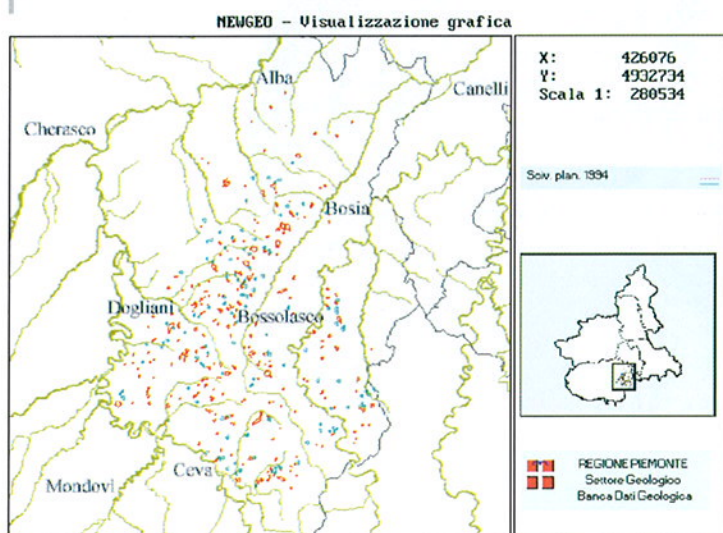 NEWGEO - Visualizzazione grafica
Alba
Canelli
Cherasco
Bosia
Dogliani
Bossolasco
Ceva
Mondovì
X: 426076
Y: 4932734
Scala 1: 280534
Sciv. plan. 1994
REGIONE PIEMONTE
Settore Geologico
Banca Dati Geologica